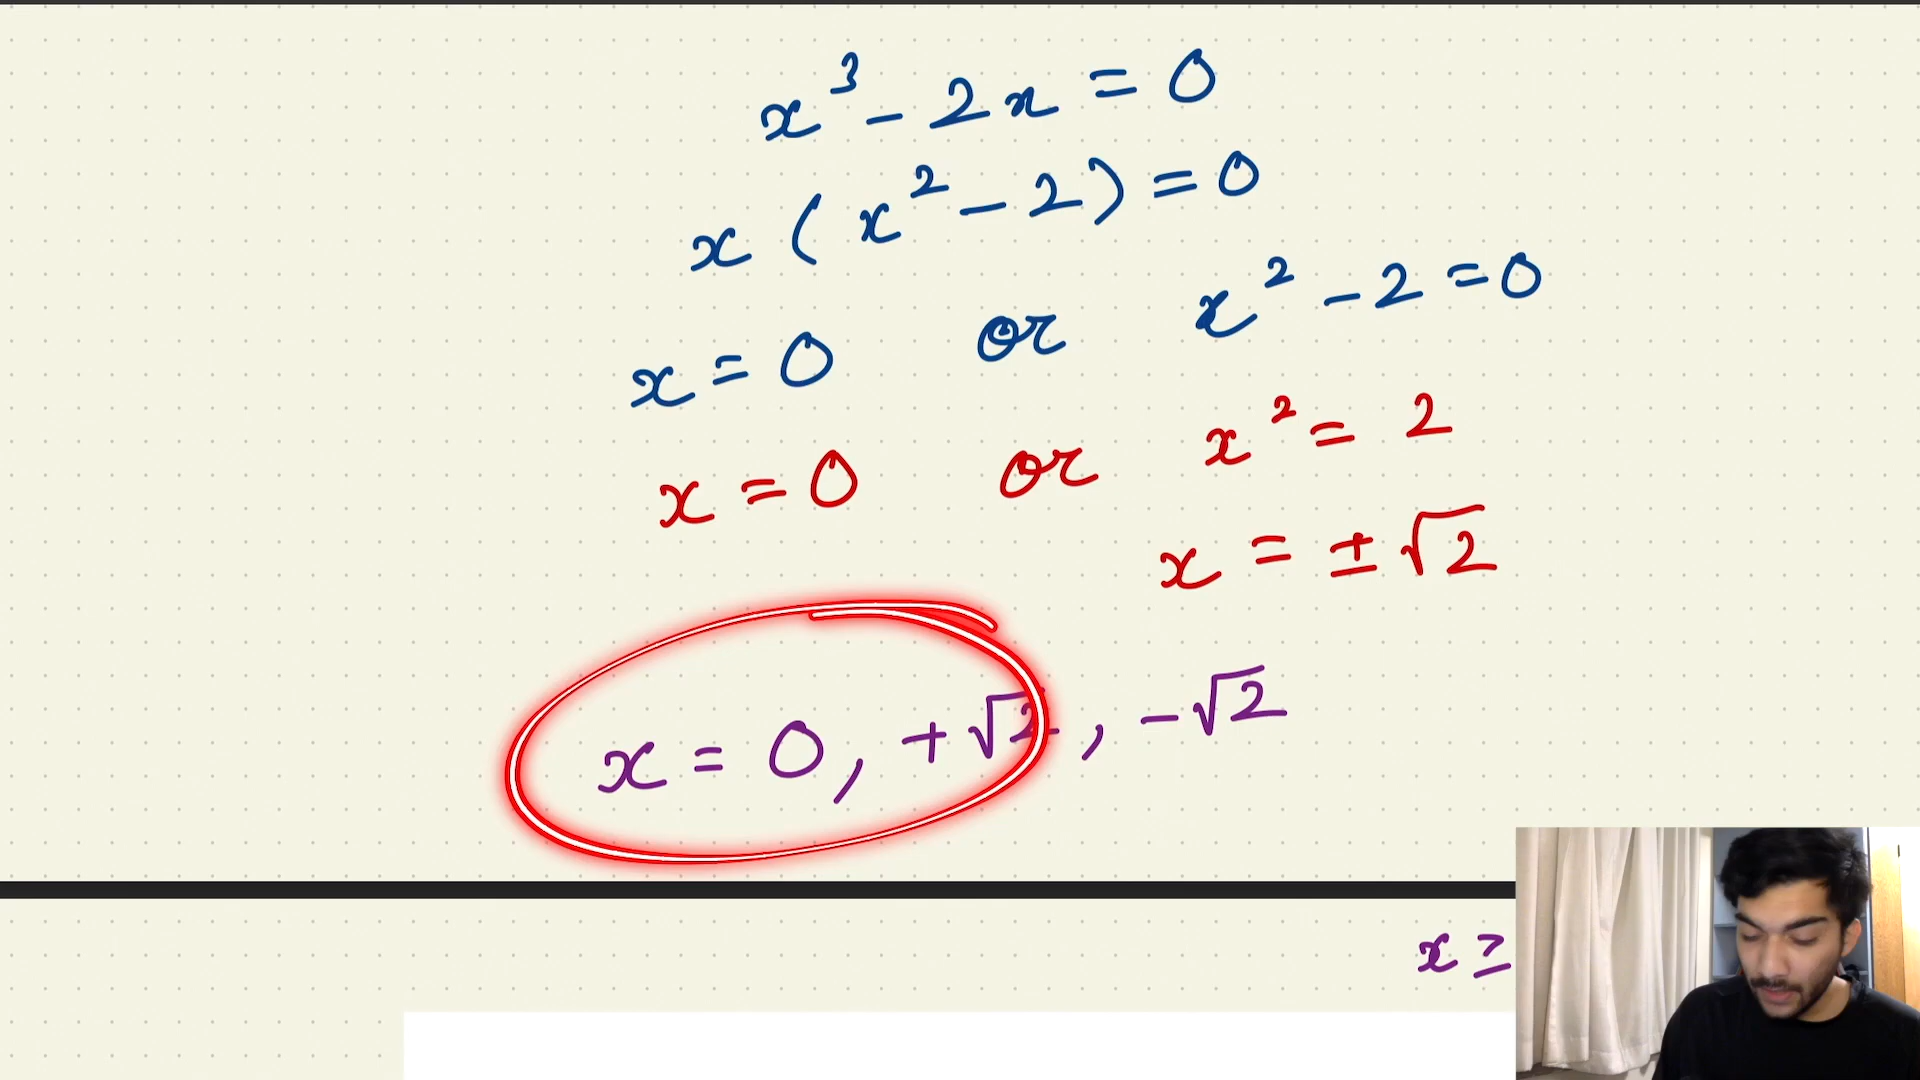 x³ - 2x = 0
x (x² - 2) = 0
x = 0 or x² - 2 = 0
x = 0 or x² = 2
x = ± √2
x = 0, +√2, -√2
x ≥